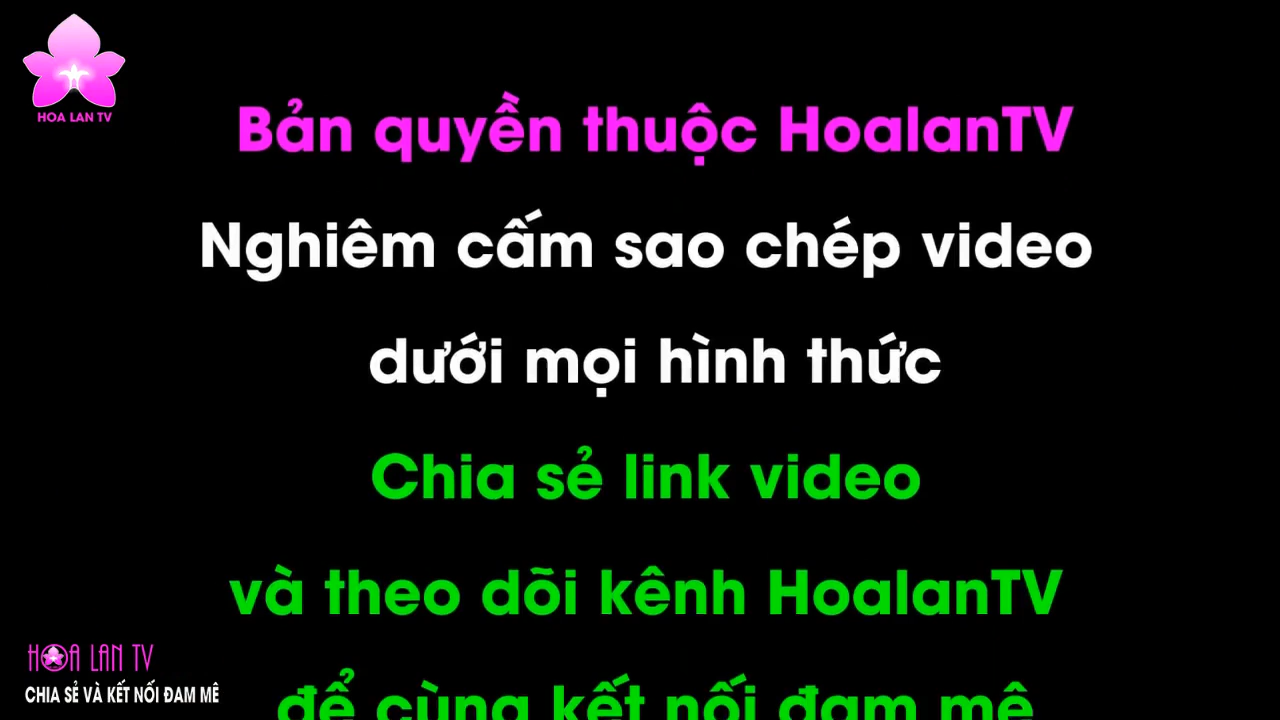 HOA LAN TV
Bản quyền thuộc HoalanTV
Nghiêm cấm sao chép video
dưới mọi hình thức
Chia sẻ link video
và theo dõi kênh HoalanTV
để cùng kết nối đam mê
HOA LAN TV
CHIA SẺ VÀ KẾT NỐI ĐAM MÊ